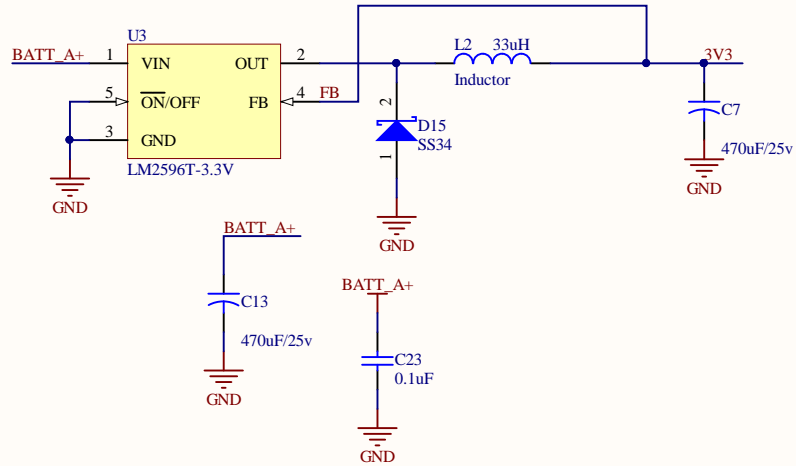 U3
L2 33uH
BATT_A+ 1 VIN OUT 2 3V3
Inductor
5 ON/OFF FB 4 FB
2
C7
D15
3 GND
SS34
470uF/25v
1
LM2596T-3.3V
GND
GND
BATT_A+
GND
BATT_A+
C13
470uF/25v
C23
0.1uF
GND
GND